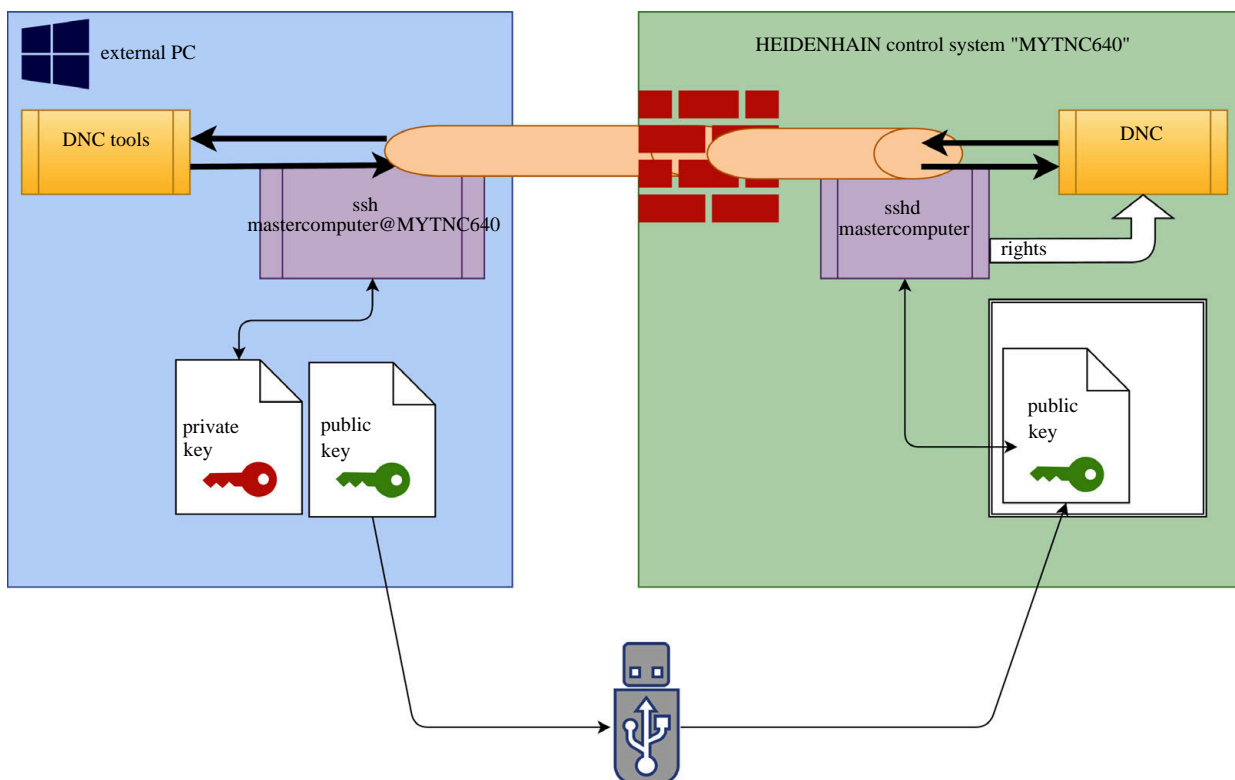 external PC
HEIDENHAIN control system "MYTNC640"
DNC tools
DNC
ssh
mastercomputer@MYTNC640
sshd
mastercomputer
rights
private
key
public
key
public
key